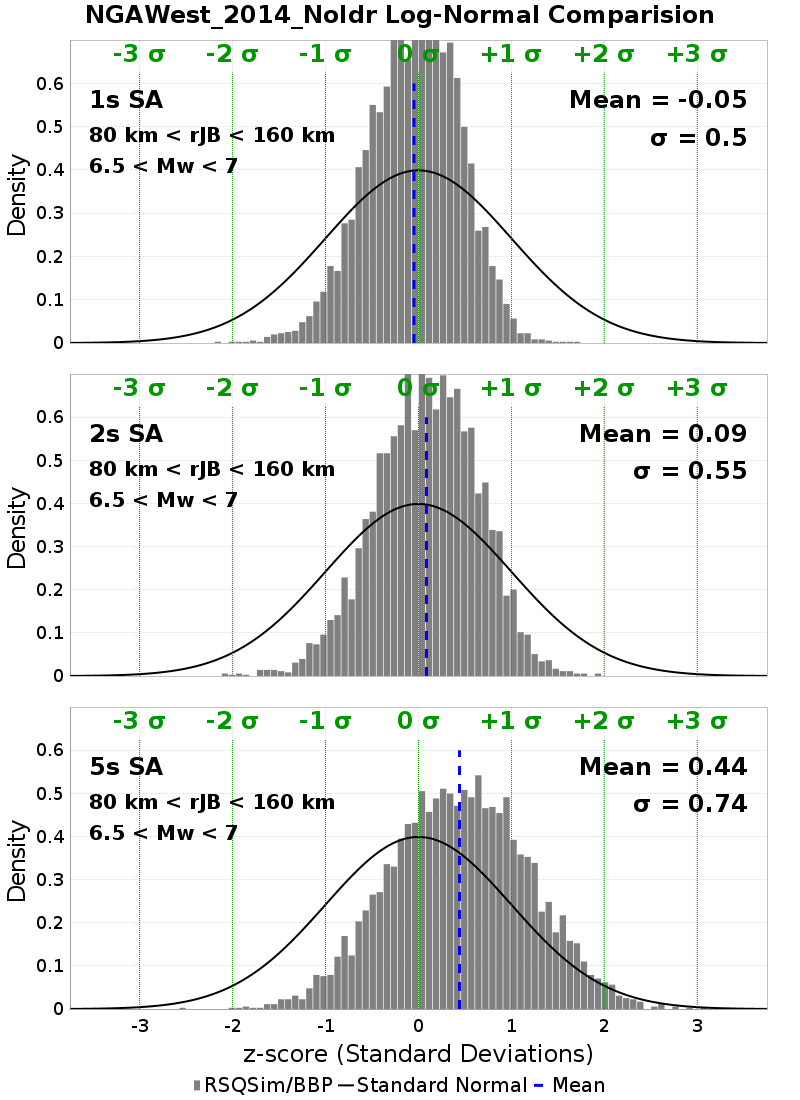 NGAWest_2014_NoIdr Log-Normal Comparision
-3 σ -2 σ -1 σ 0 σ +1 σ +2 σ +3 σ
1s SA
Mean = -0.05
80 km < rJB < 160 km
σ = 0.5
6.5 < Mw < 7
Density
0.6
0.5
0.4
0.3
0.2
0.1
0
-3 σ -2 σ -1 σ 0 σ +1 σ +2 σ +3 σ
2s SA
Mean = 0.09
80 km < rJB < 160 km
σ = 0.55
6.5 < Mw < 7
Density
0.6
0.5
0.4
0.3
0.2
0.1
0
-3 σ -2 σ -1 σ 0 σ +1 σ +2 σ +3 σ
5s SA
Mean = 0.44
80 km < rJB < 160 km
σ = 0.74
6.5 < Mw < 7
Density
0.6
0.5
0.4
0.3
0.2
0.1
0
-3 -2 -1 0 1 2 3
z-score (Standard Deviations)
RSQSim/BBP Standard Normal Mean